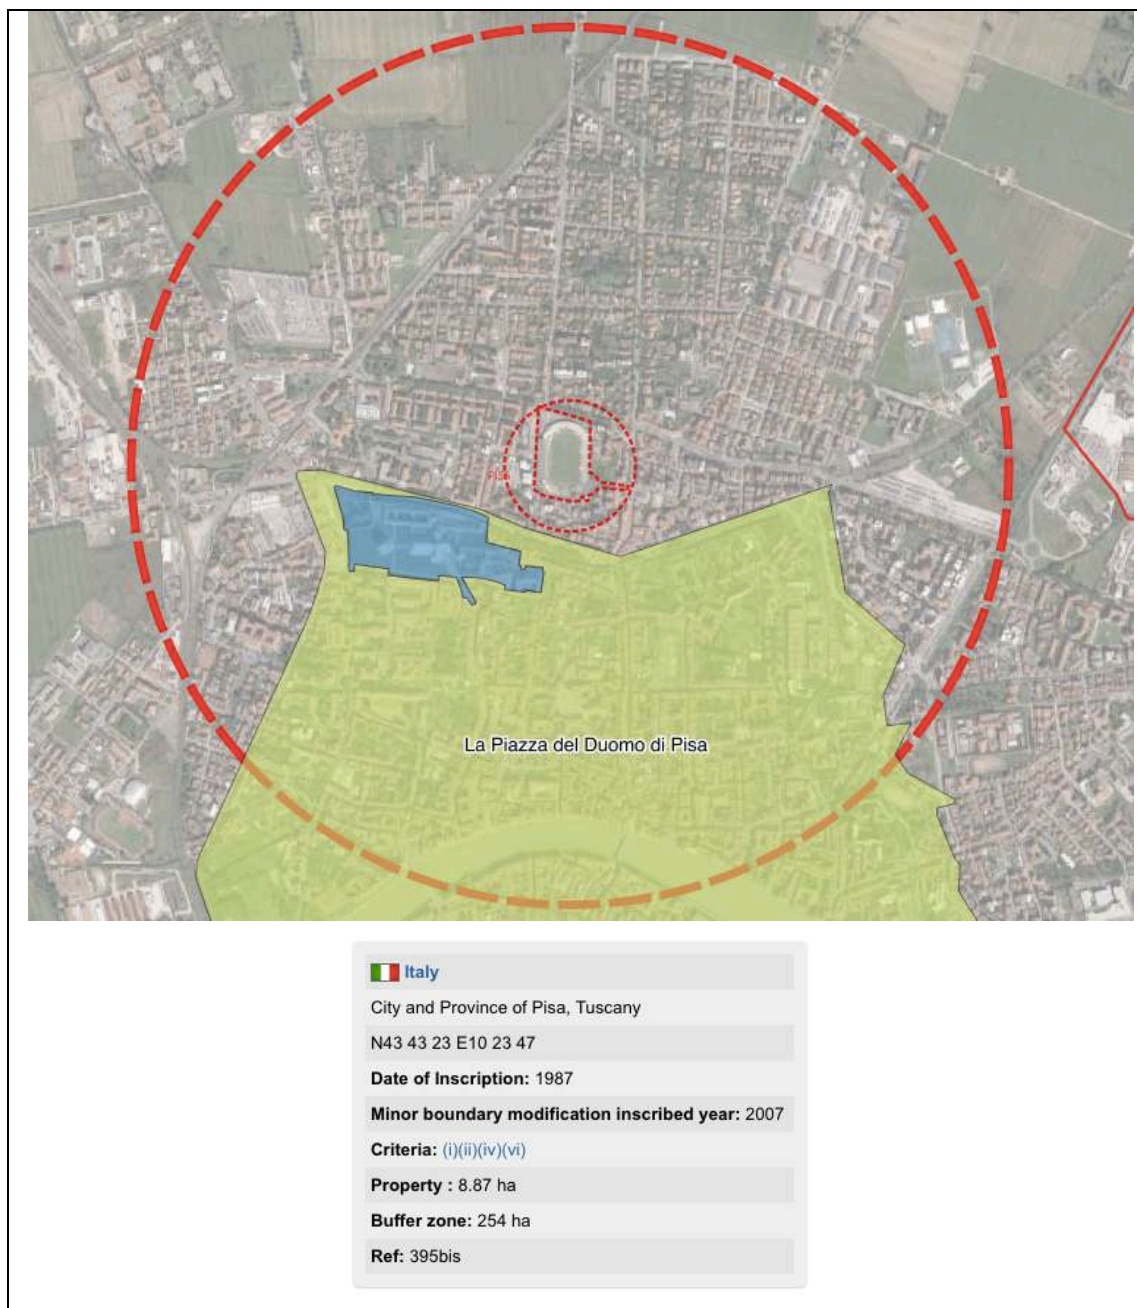 PISA
La Piazza del Duomo di Pisa
Italy
City and Province of Pisa, Tuscany
N43 43 23 E10 23 47
Date of Inscription: 1987
Minor boundary modification inscribed year: 2007
Criteria: (i)(ii)(iv)(vi)
Property : 8.87 ha
Buffer zone: 254 ha
Ref: 395bis